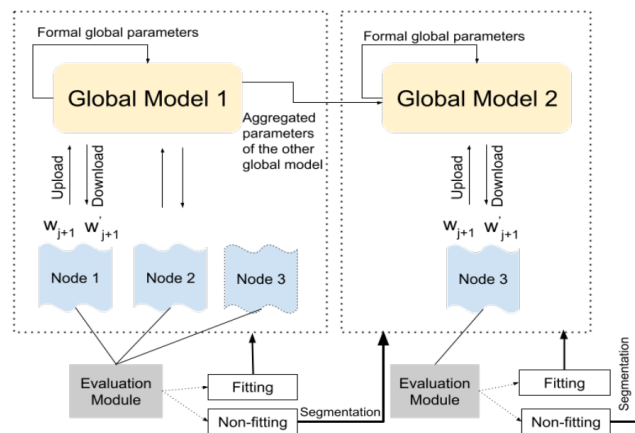 Formal global parameters
Global Model 1
Aggregated
parameters
of the other
global model
Upload
Download
w j+1 w' j+1
Node 1
Node 2
Node 3
Evaluation
Module
Fitting
Non-fitting
Segmentation
Formal global parameters
Global Model 2
Upload
Download
w j+1 w' j+1
Node 3
Evaluation
Module
Fitting
Non-fitting
Segmentation